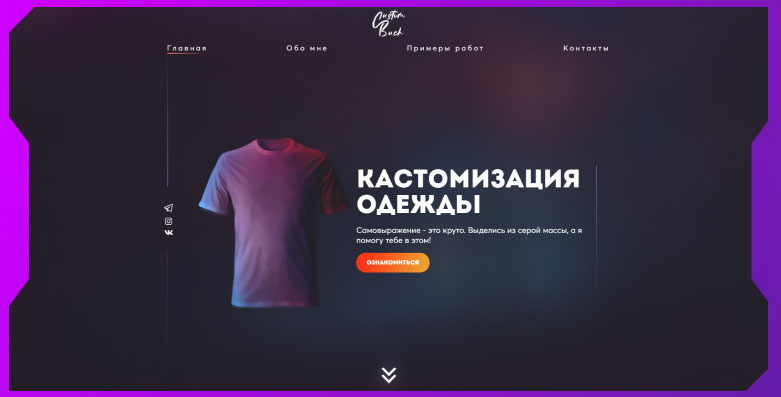 Custom
Buch
Главная
Обо мне
Примеры работ
Контакты
КАСТОМИЗАЦИЯ
ОДЕЖДЫ
Самовыражение - это круто. Выделись из серой массы, а я
помогу тебе в этом!
ОЗНАКОМИТЬСЯ